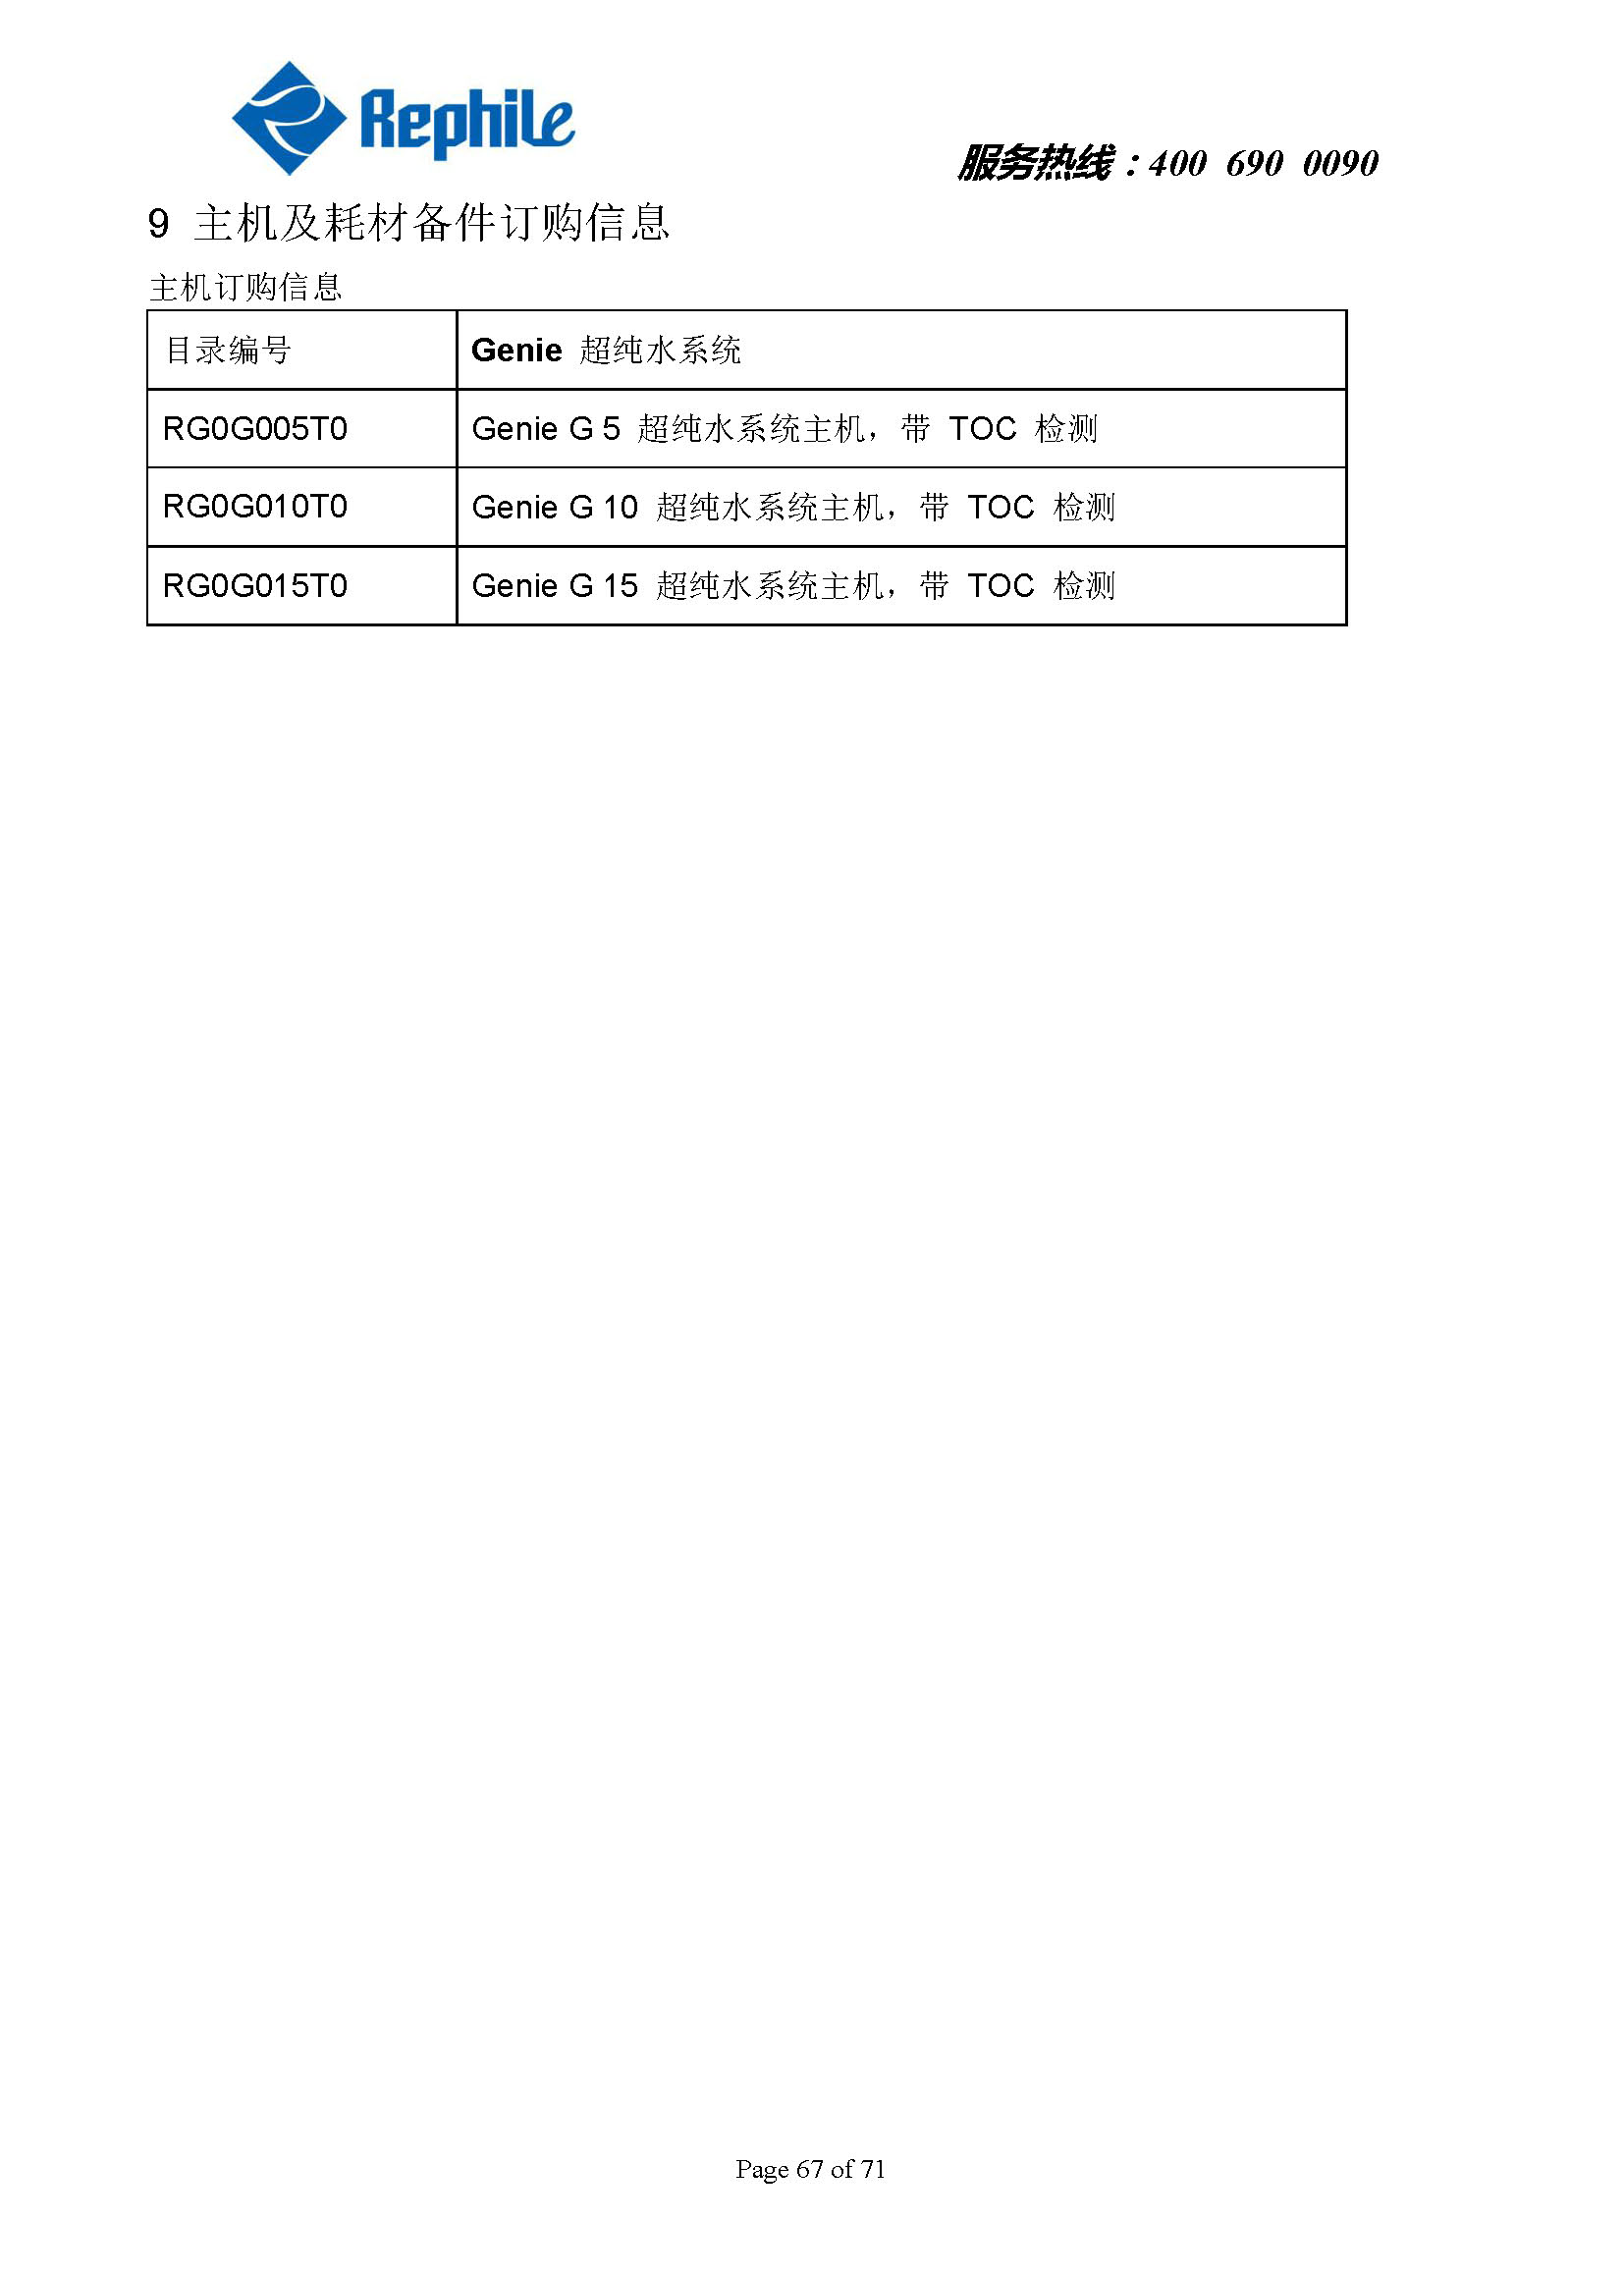 Rephile
服务热线：400 690 0090
9 主机及耗材备件订购信息
主机订购信息
目录编号 Genie 超纯水系统
RG0G005T0 Genie G 5 超纯水系统主机，带 TOC 检测
RG0G010T0 Genie G 10 超纯水系统主机，带 TOC 检测
RG0G015T0 Genie G 15 超纯水系统主机，带 TOC 检测
Page 67 of 71